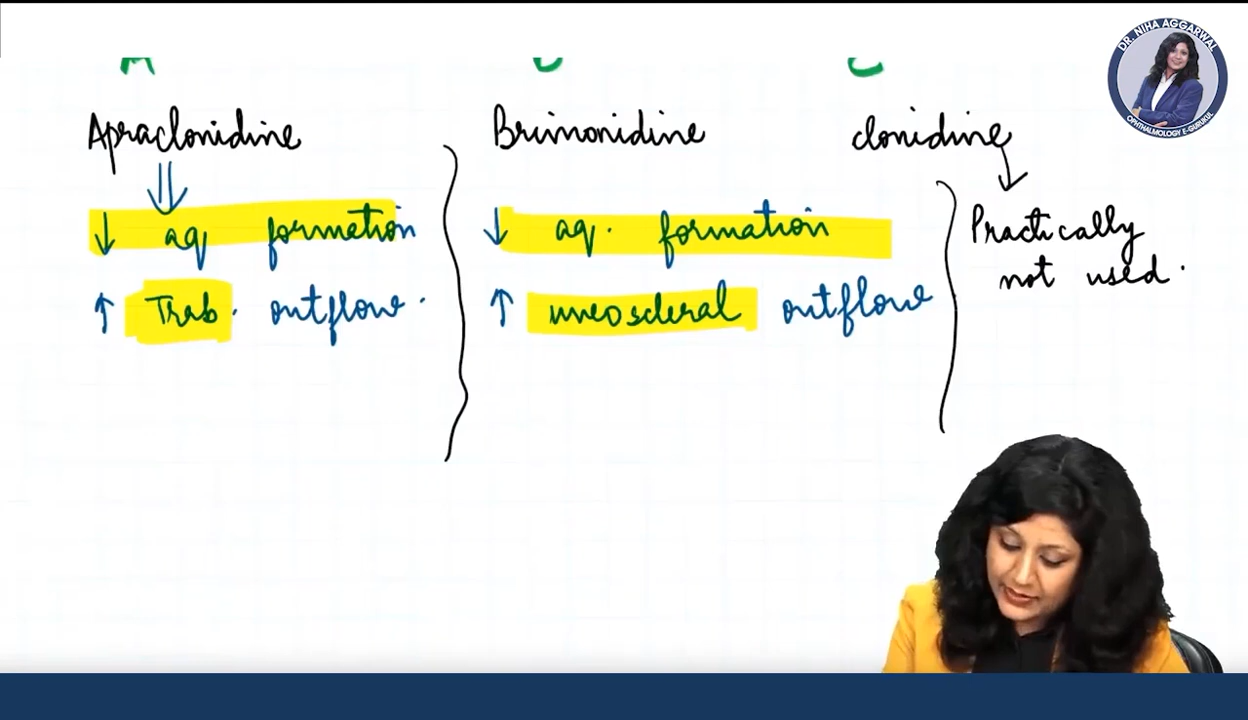 A B C
Apraclonidine
↓ aq formation
↑ Trab. outflow.
Brimonidine
↓ aq. formation
↑ uveoscleral outflow
clonidine
Practically
not used.
DR. NIHA AGGARWAL
OPHTHALMOLOGY E-GURUKUL